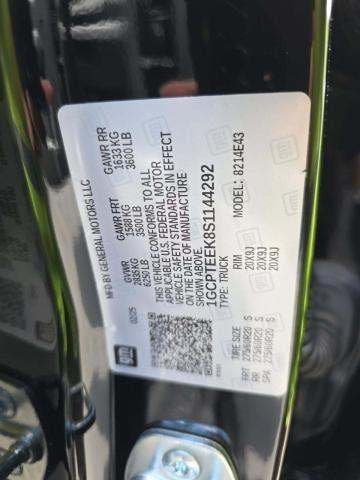 MFD BY GENERAL MOTORS LLC
02/25
GVWR
2835 KG
6250 LB
GAWR FRT
1588 KG
3500 LB
GAWR RR
1633 KG
3600 LB
THIS VEHICLE CONFORMS TO ALL
APPLICABLE U.S. FEDERAL MOTOR
VEHICLE SAFETY STANDARDS IN EFFECT
ON THE DATE OF MANUFACTURE
SHOWN ABOVE.
1GCPTEEK8S1144292
TYPE: TRUCK
MODEL: 8214E43
TIRE SIZE RIM
FRT 275/60R20 S 20X9J
RR 275/60R20 S 20X9J
SPA 275/60R20 S 20X9J
gm